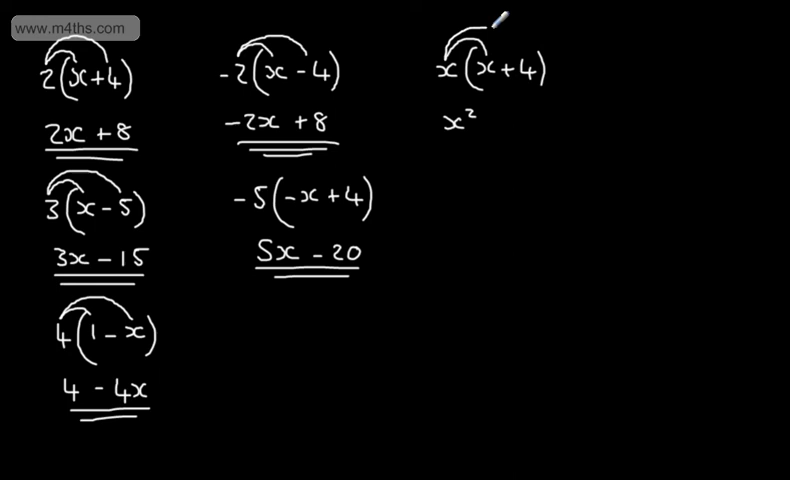 www.m4ths.com
2(x+4)
2x + 8
3(x - 5)
3x - 15
4(1 - x)
4 - 4x
-2(x - 4)
-2x + 8
-5(-x + 4)
5x - 20
x(x + 4)
x²